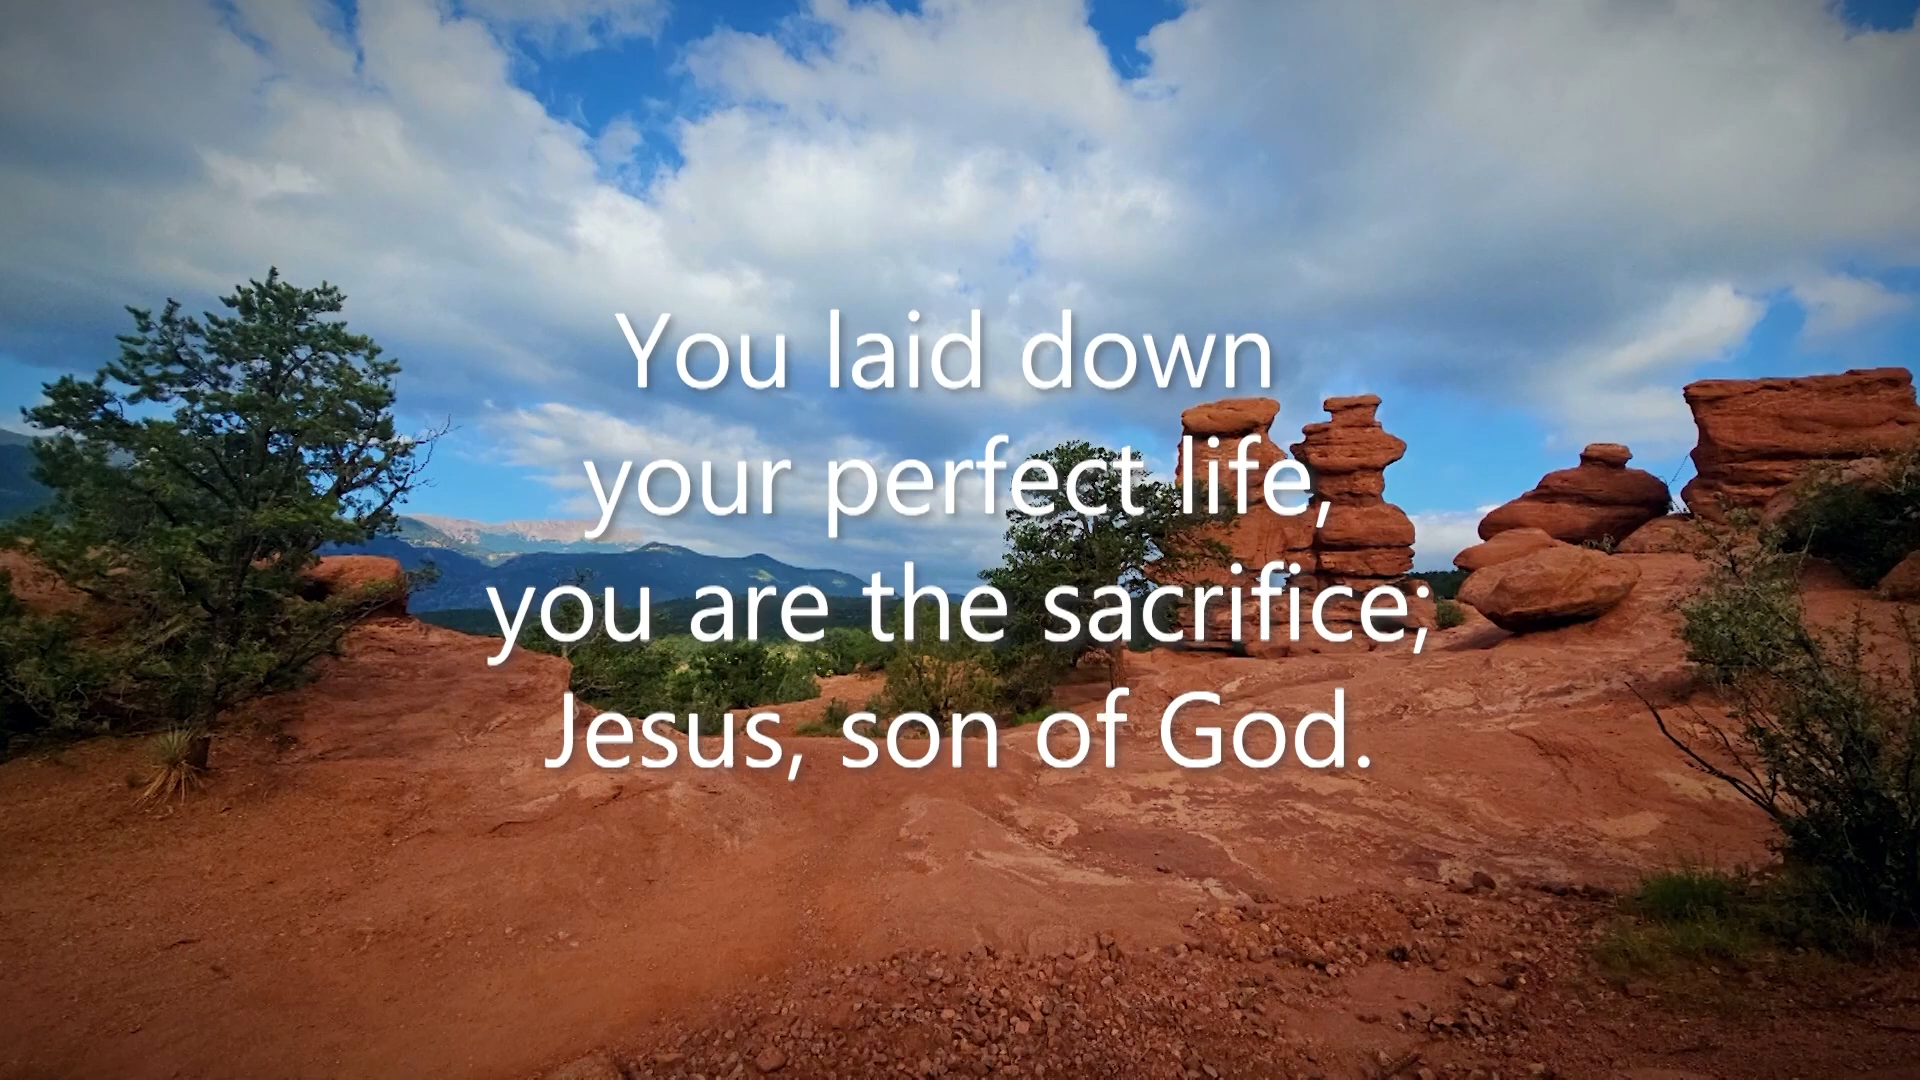 You laid down
your perfect life,
you are the sacrifice;
Jesus, son of God.